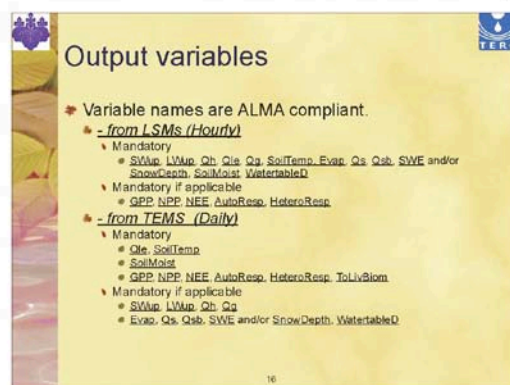 TER
Output variables
Variable names are ALMA compliant.
- from LSMs (Hourly)
Mandatory
SWup, LWup, Qh, Qle, Qg, SoilTemp, Evap, Qs, Qsb, SWE and/or
SnowDepth, SoilMoist, WatertableD
Mandatory if applicable
GPP, NPP, NEE, AutoResp, HeteroResp
- from TEMS (Daily)
Mandatory
Qle, SoilTemp
SoilMoist
GPP, NPP, NEE, AutoResp, HeteroResp, ToLivBiom
Mandatory if applicable
SWup, LWup, Qh, Qg
Evap, Qs, Qsb, SWE and/or SnowDepth, WatertableD
16